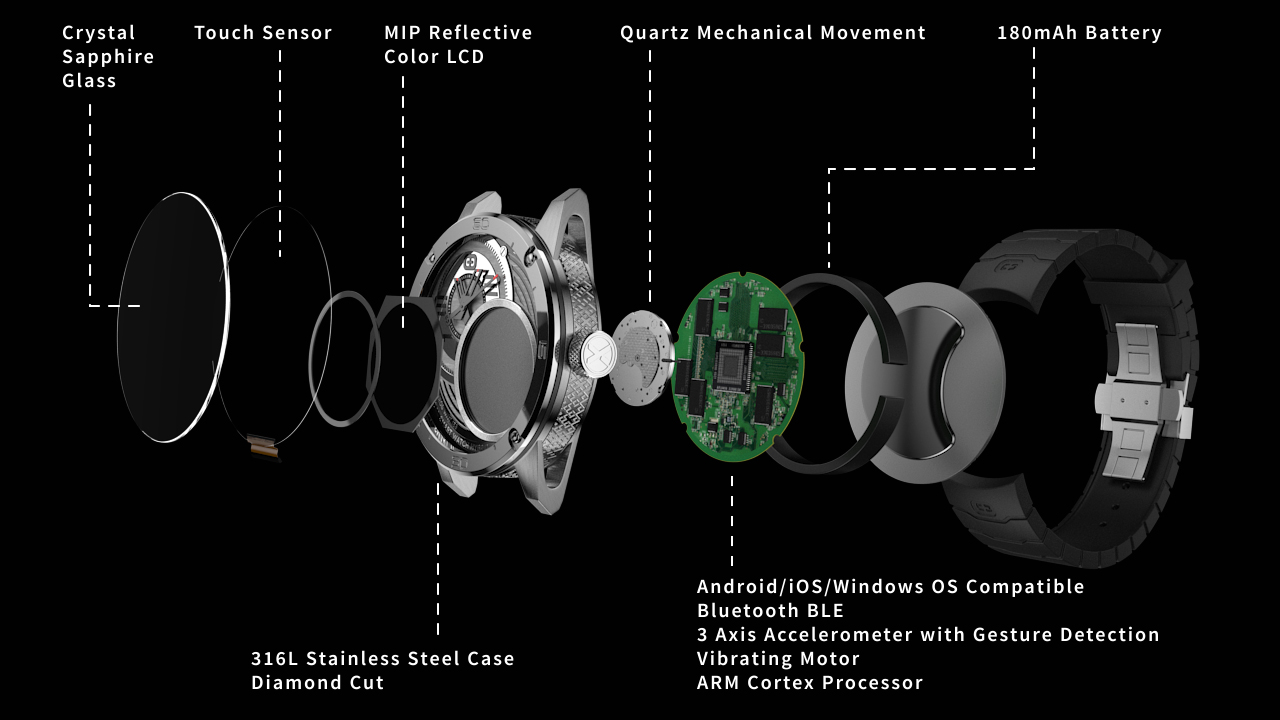 Crystal
Sapphire
Glass
Touch Sensor
MIP Reflective
Color LCD
Quartz Mechanical Movement
180mAh Battery
316L Stainless Steel Case
Diamond Cut
Android/iOS/Windows OS Compatible
Bluetooth BLE
3 Axis Accelerometer with Gesture Detection
Vibrating Motor
ARM Cortex Processor